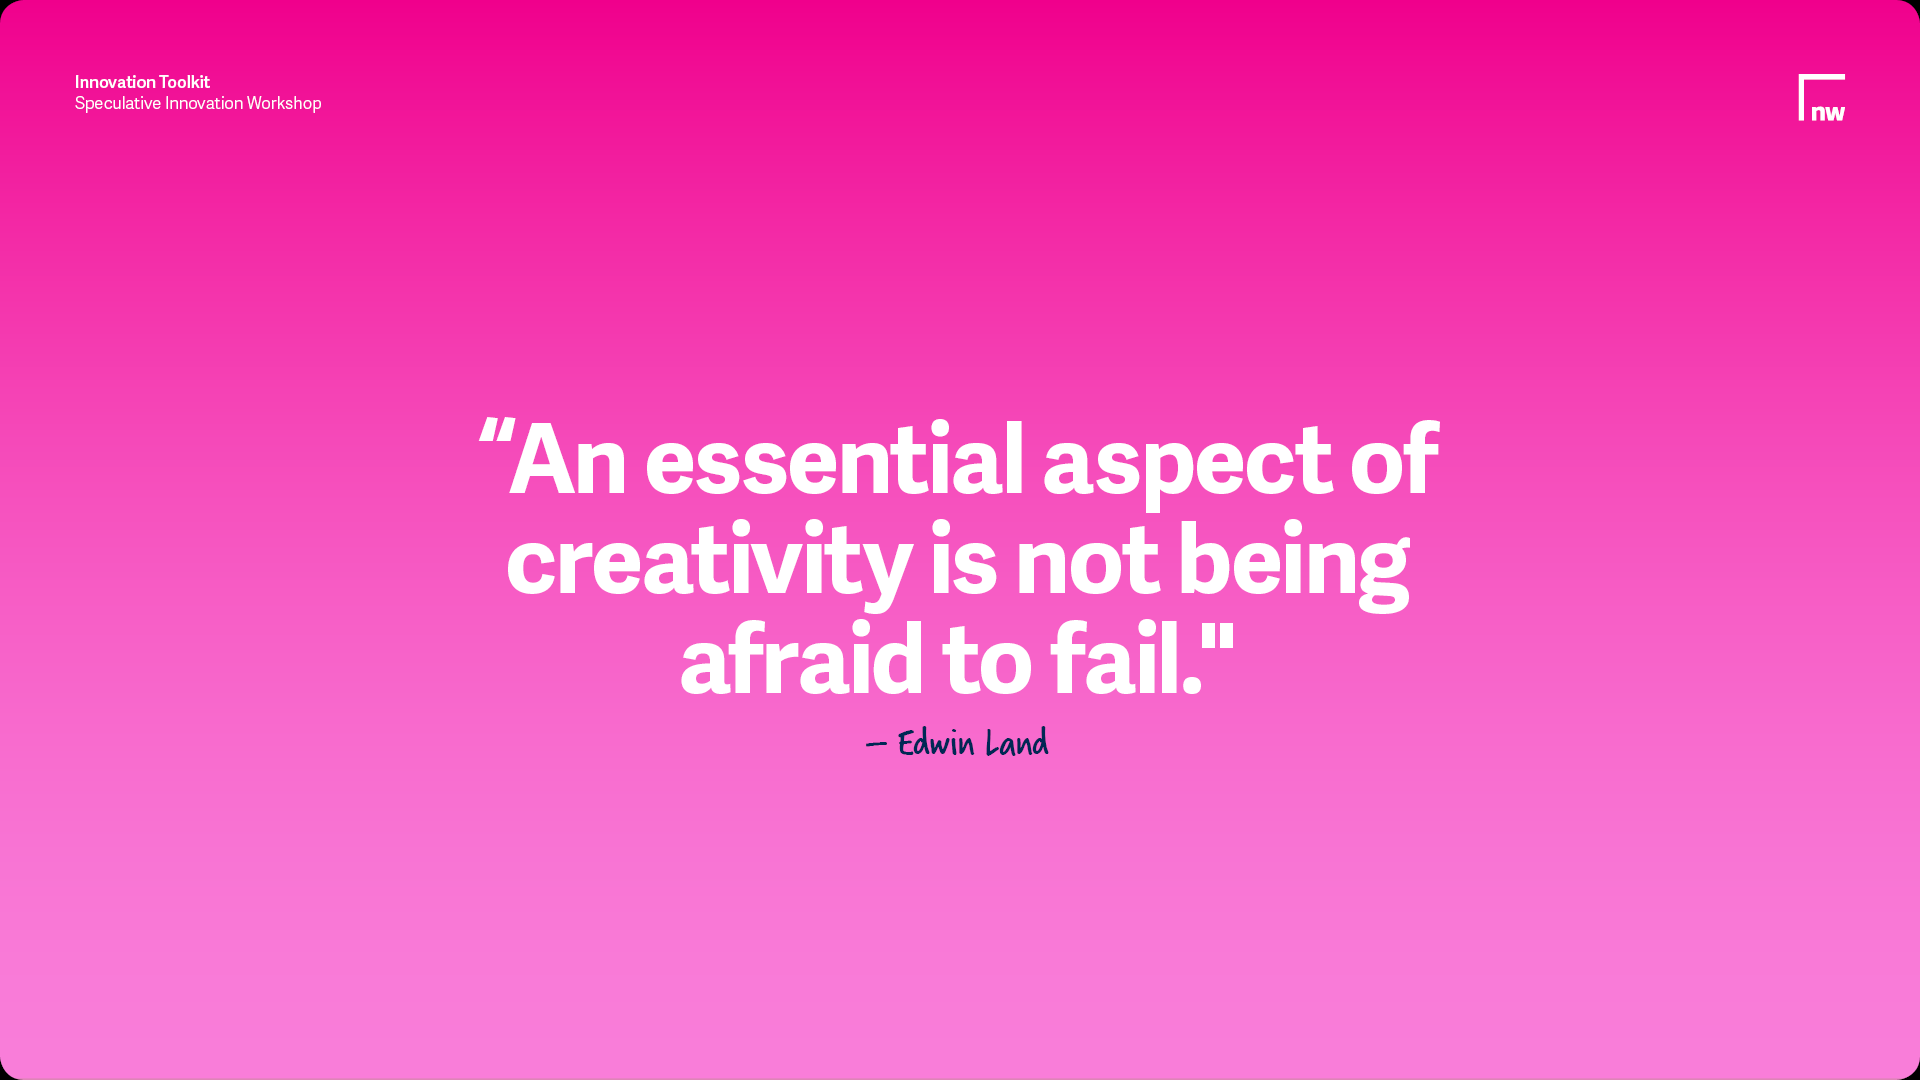 Innovation Toolkit
Speculative Innovation Workshop
nw
“An essential aspect of
creativity is not being
afraid to fail."
– Edwin Land